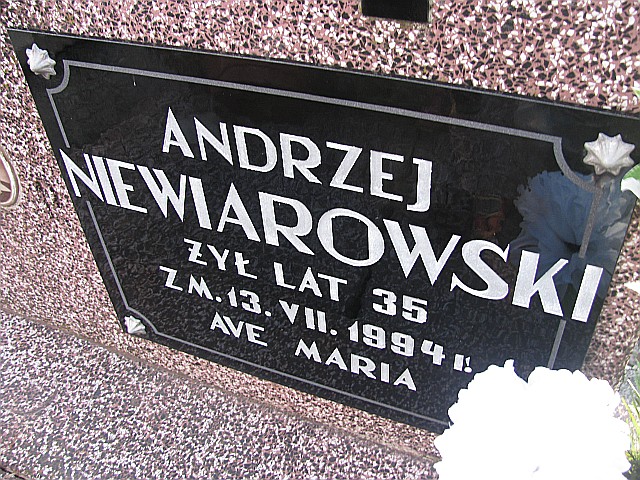 ANDRZEJ
NIEWIAROWSKI
ŻYŁ LAT 35
ZM. 13. VII. 1994 r.
AVE MARIA